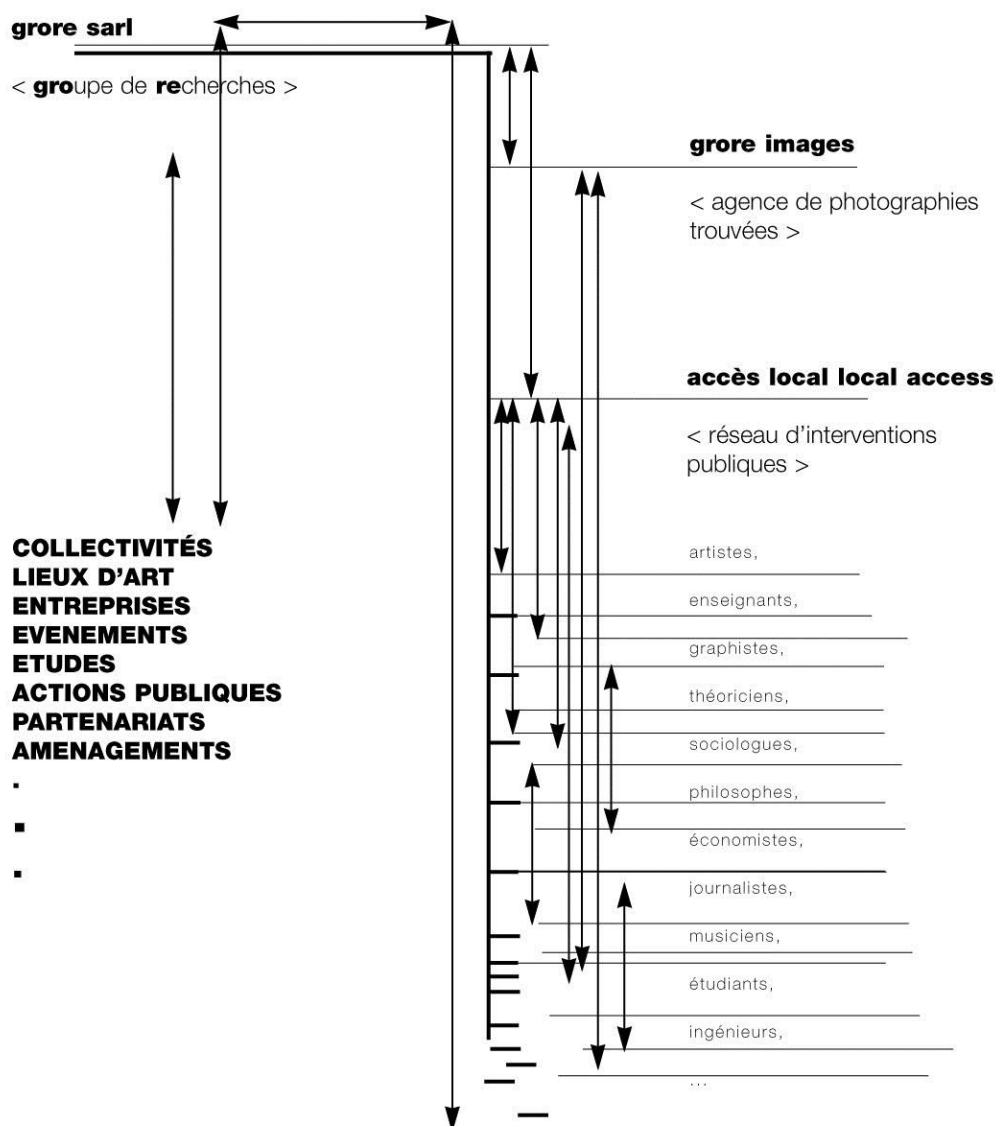 grore sarl
< groupe de recherches >
grore images
< agence de photographies
trouvées >
accès local local access
< réseau d'interventions
publiques >
COLLECTIVITÉS
LIEUX D'ART
ENTREPRISES
EVENEMENTS
ETUDES
ACTIONS PUBLIQUES
PARTENARIATS
AMENAGEMENTS
.
.
.
artistes,
enseignants,
graphistes,
théoriciens,
sociologues,
philosophes,
économistes,
journalistes,
musiciens,
étudiants,
ingénieurs,
...